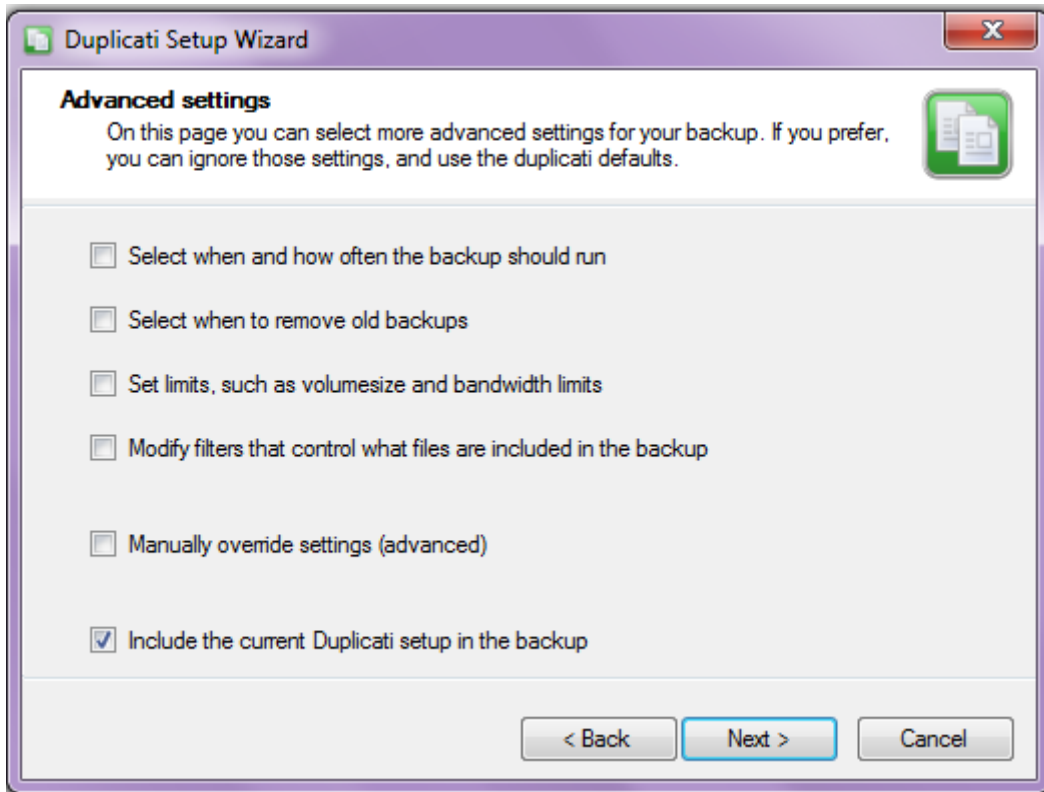 Duplicati Setup Wizard
Advanced settings
On this page you can select more advanced settings for your backup. If you prefer,
you can ignore those settings, and use the duplicati defaults.
Select when and how often the backup should run
Select when to remove old backups
Set limits, such as volumesize and bandwidth limits
Modify filters that control what files are included in the backup
Manually override settings (advanced)
Include the current Duplicati setup in the backup
< Back Next > Cancel